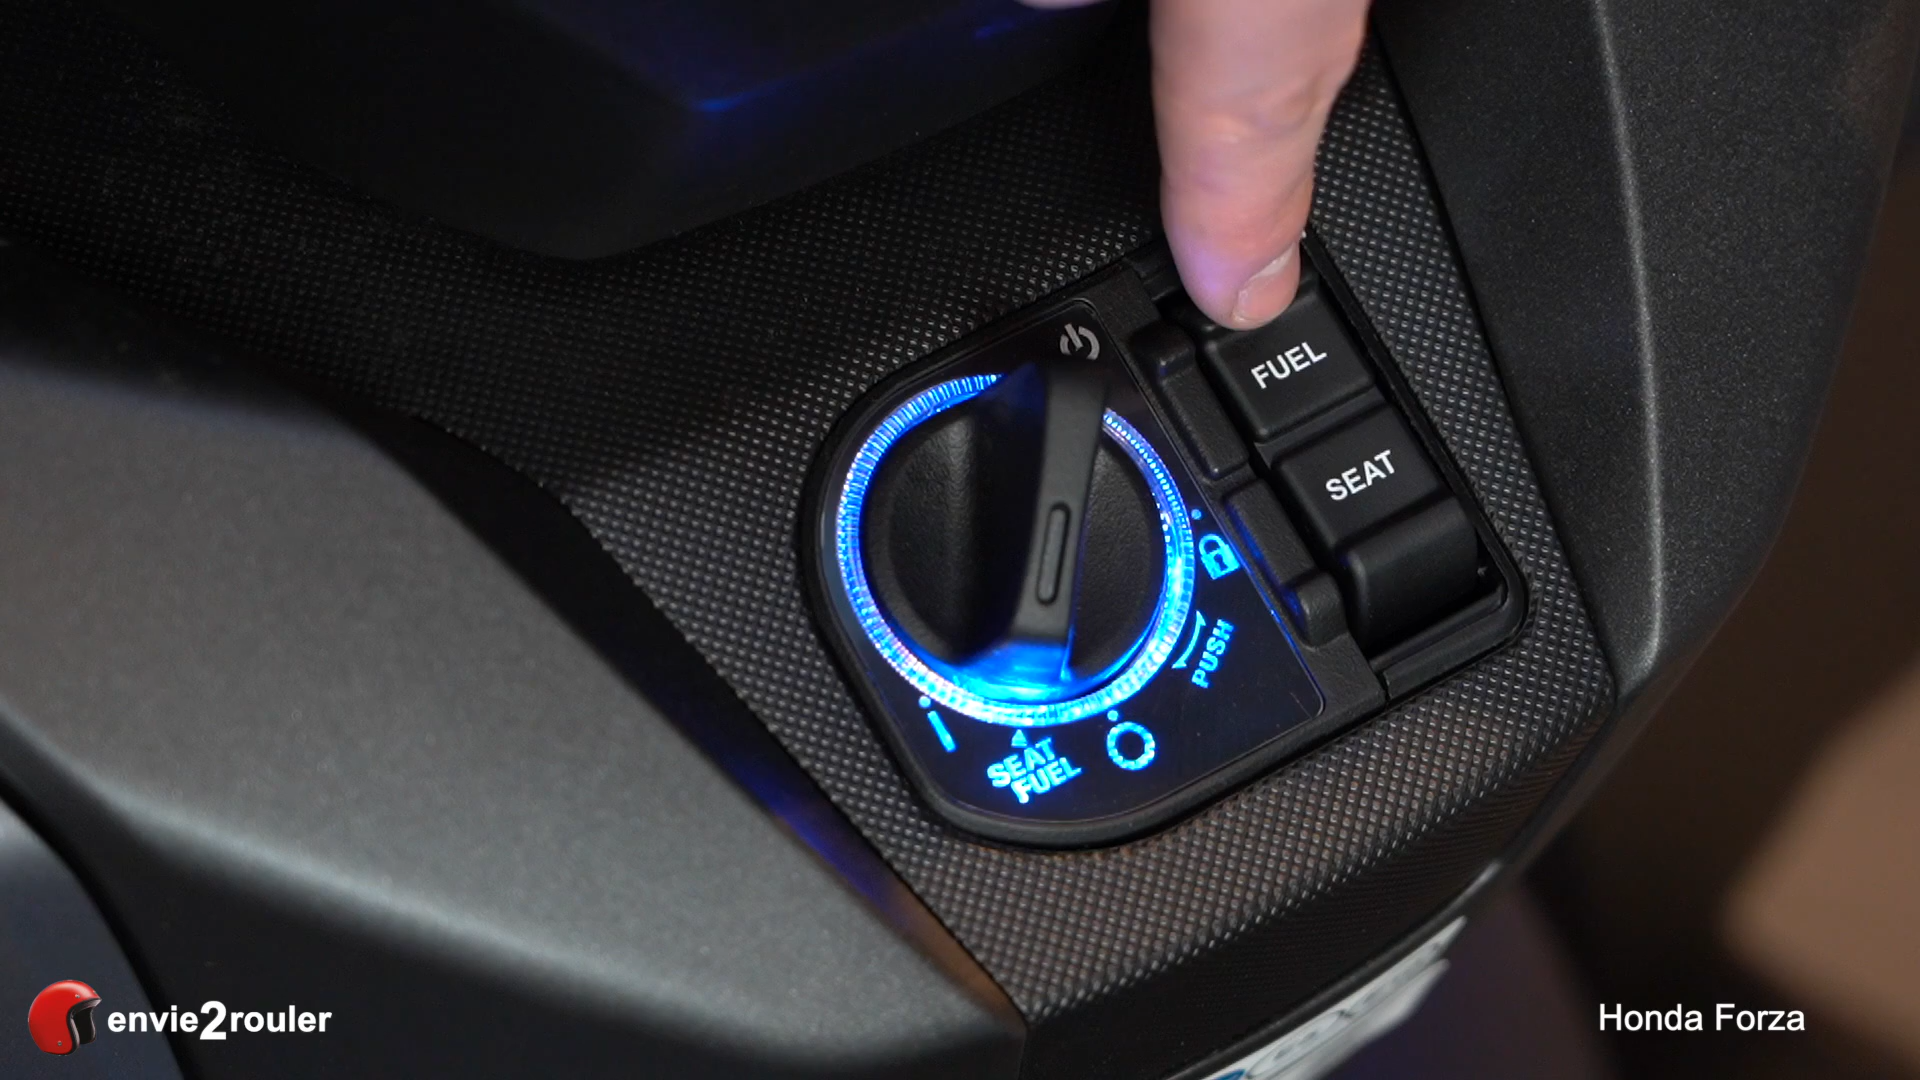 FUEL
SEAT
PUSH
SEAT
FUEL
envie2rouler
Honda Forza